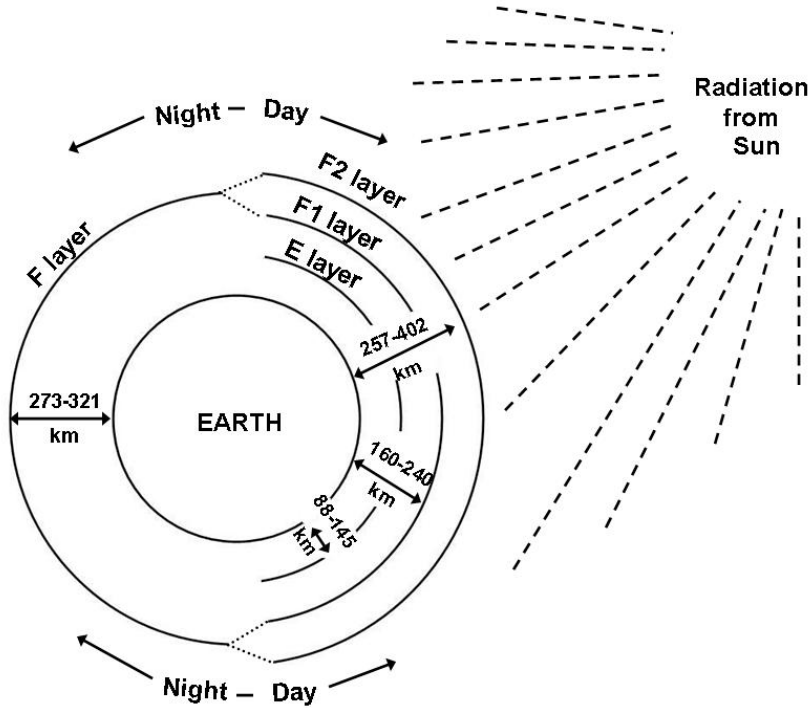 Radiation
from
Sun
Night – Day
F2 layer
F1 layer
E layer
F layer
257-402
km
273-321
km
EARTH
160-240
km
88-145
km
Night – Day